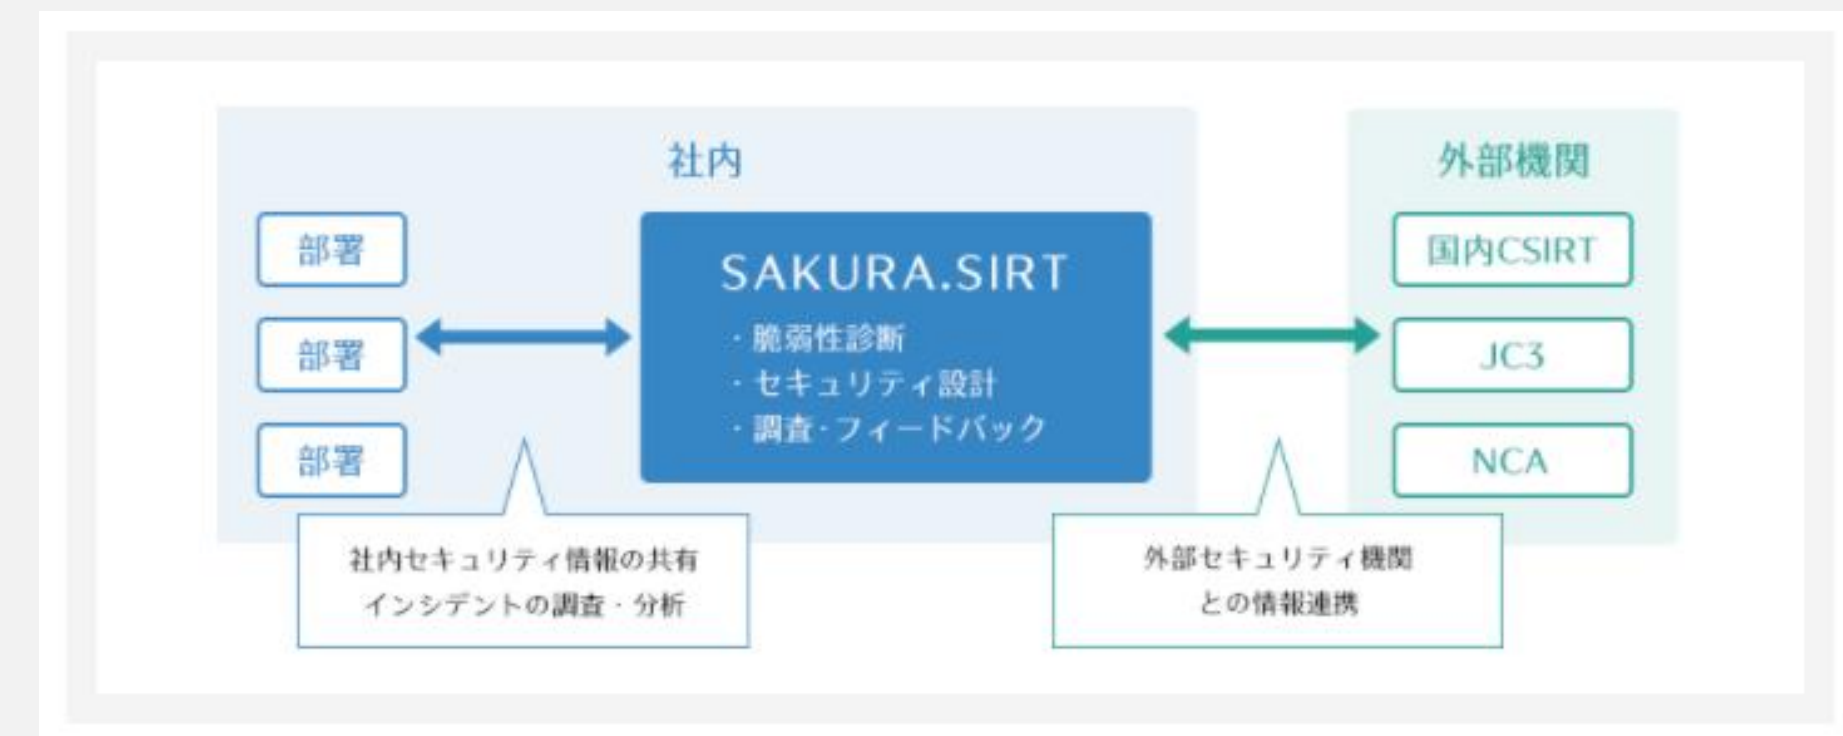 社内
部署
部署
部署
SAKURA.SIRT
・脆弱性診断
・セキュリティ設計
・調査・フィードバック
社内セキュリティ情報の共有
インシデントの調査・分析
外部機関
国内CSIRT
JC3
NCA
外部セキュリティ機関
との情報連携